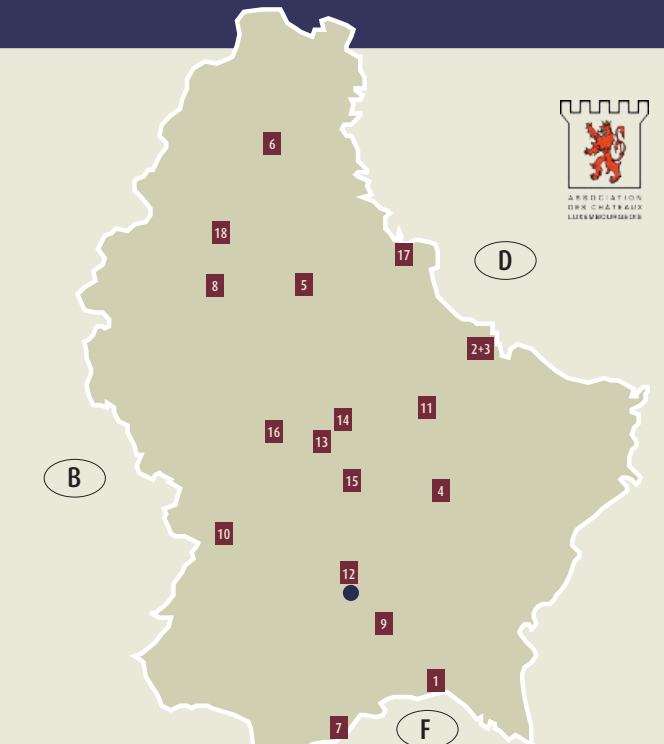 6
ASSOCIATION
DES CHÂTEAUX
LUXEMBOURGEOIS
18
17
D
8
5
2+3
11
14
16
13
B
15
4
10
12
9
1
7
F